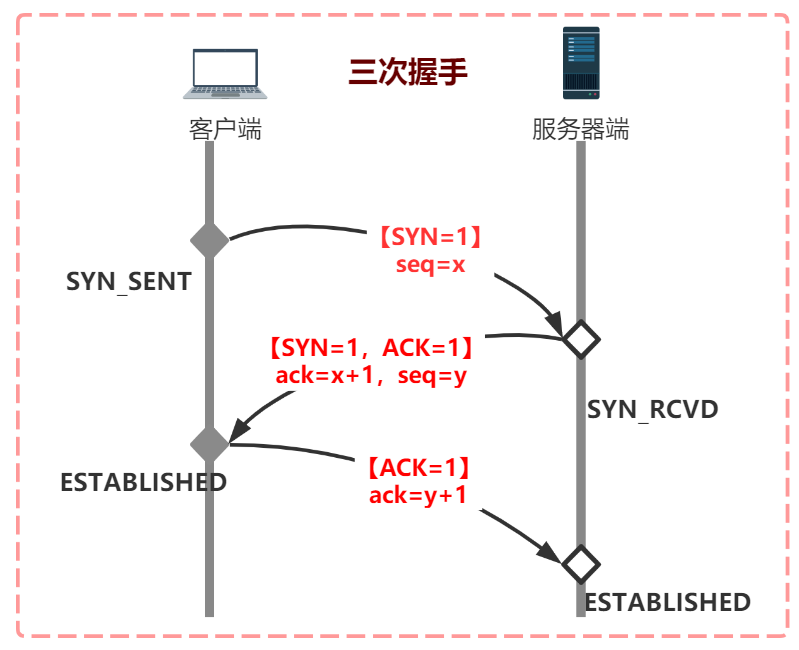 三次握手
客户端
服务器端
【SYN=1】
seq=x
SYN_SENT
【SYN=1，ACK=1】
ack=x+1，seq=y
SYN_RCVD
【ACK=1】
ack=y+1
ESTABLISHED
ESTABLISHED